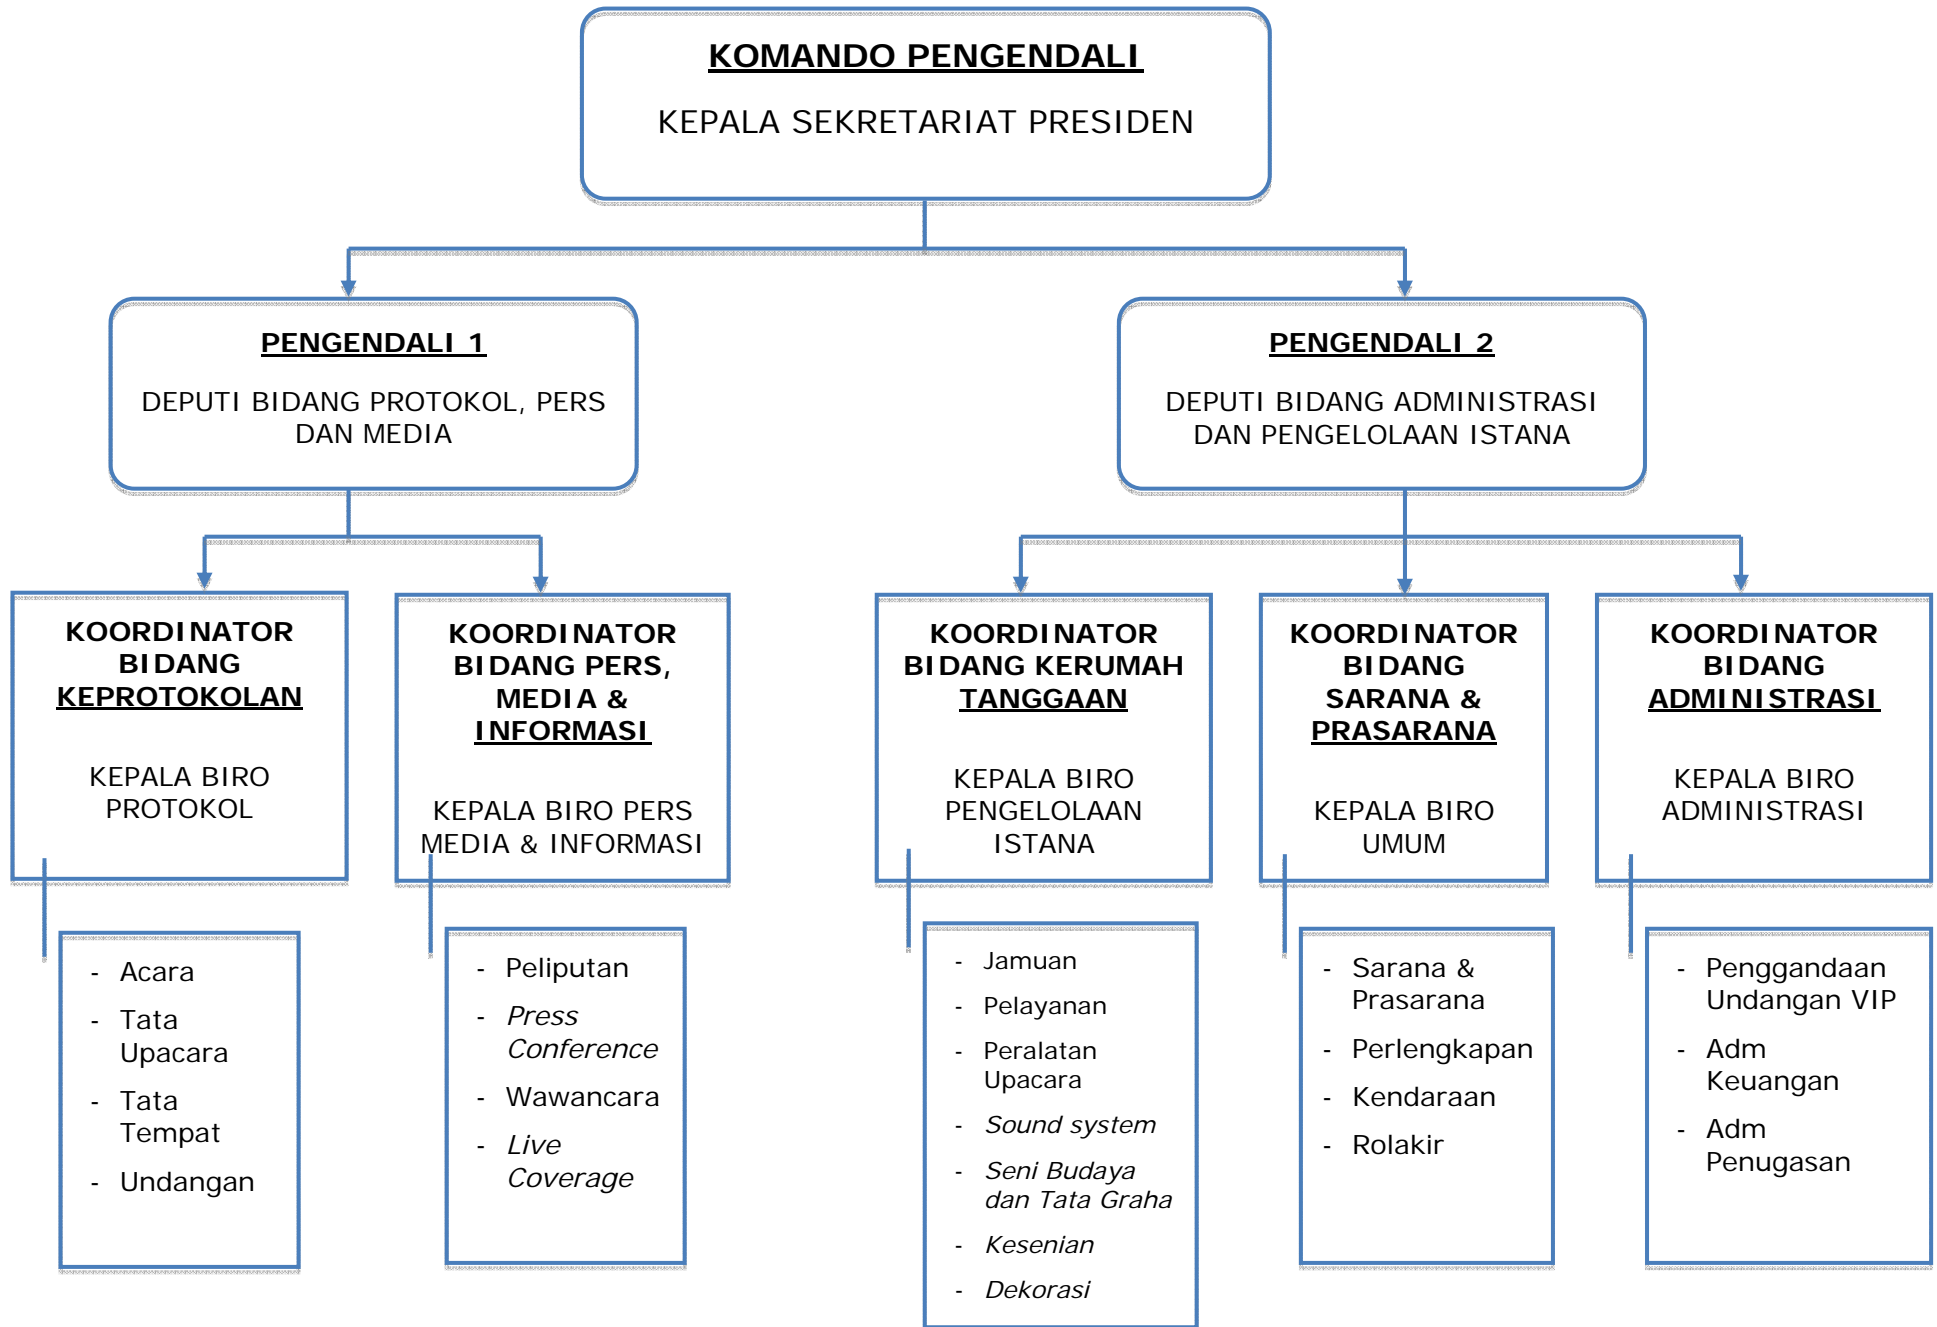 KOMANDO PENGENDALI
KEPALA SEKRETARIAT PRESIDEN
PENGENDALI 1
DEPUTI BIDANG PROTOKOL, PERS
DAN MEDIA
PENGENDALI 2
DEPUTI BIDANG ADMINISTRASI
DAN PENGELOLAAN ISTANA
KOORDINATOR
BIDANG
KEPROTOKOLAN
KEPALA BIRO
PROTOKOL
KOORDINATOR
BIDANG PERS,
MEDIA &
INFORMASI
KEPALA BIRO PERS
MEDIA & INFORMASI
KOORDINATOR
BIDANG KERUMAH
TANGGAAN
KEPALA BIRO
PENGELOLAAN
ISTANA
KOORDINATOR
BIDANG
SARANA &
PRASARANA
KEPALA BIRO
UMUM
KOORDINATOR
BIDANG
ADMINISTRASI
KEPALA BIRO
ADMINISTRASI
- Acara
- Tata
Upacara
- Tata
Tempat
- Undangan
- Peliputan
- Press
Conference
- Wawancara
- Live
Coverage
- Jamuan
- Pelayanan
- Peralatan
Upacara
- Sound system
- Seni Budaya
dan Tata Graha
- Kesenian
- Dekorasi
- Sarana &
Prasarana
- Perlengkapan
- Kendaraan
- Rolakir
- Penggandaan
Undangan VIP
- Adm
Keuangan
- Adm
Penugasan